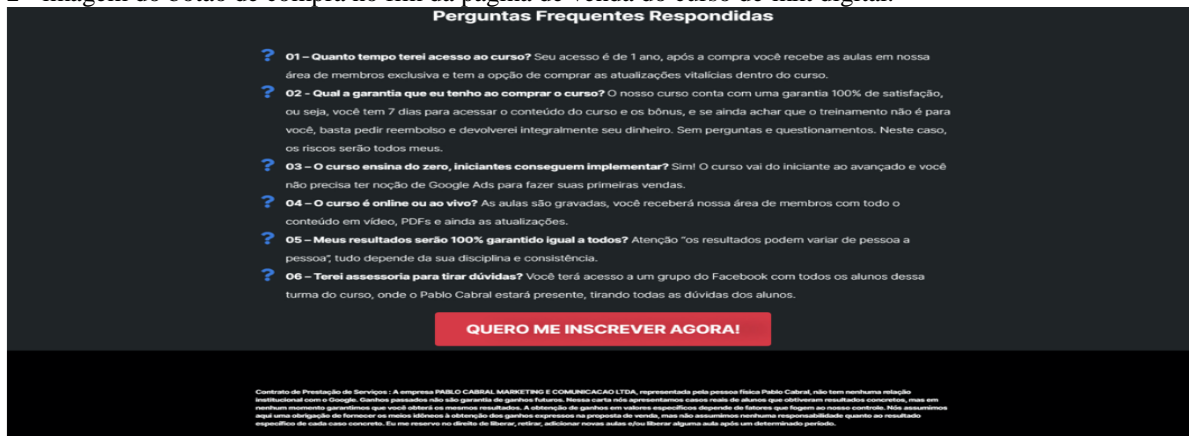 2 - Imagem do botão de compra no fim da página de venda do curso de mkt digital.
Perguntas Frequentes Respondidas
? 01 – Quanto tempo terei acesso ao curso? Seu acesso é de 1 ano, após a compra você recebe as aulas em nossa
área de membros exclusiva e tem a opção de comprar as atualizações vitalícias dentro do curso.
? 02 - Qual a garantia que eu tenho ao comprar o curso? O nosso curso conta com uma garantia 100% de satisfação,
ou seja, você tem 7 dias para acessar o conteúdo do curso e os bônus, e se ainda achar que o treinamento não é para
você, basta pedir reembolso e devolverei integralmente seu dinheiro. Sem perguntas e questionamentos. Neste caso,
os riscos serão todos meus.
? 03 – O curso ensina do zero, iniciantes conseguem implementar? Sim! O curso vai do iniciante ao avançado e você
não precisa ter noção de Google Ads para fazer suas primeiras vendas.
? 04 – O curso é online ou ao vivo? As aulas são gravadas, você receberá nossa área de membros com todo o
conteúdo em vídeo, PDFs e ainda as atualizações.
? 05 – Meus resultados serão 100% garantido igual a todos? Atenção "os resultados podem variar de pessoa a
pessoa", tudo depende da sua disciplina e consistência.
? 06 – Terei assessoria para tirar dúvidas? Você terá acesso a um grupo do Facebook com todos os alunos dessa
turma do curso, onde o Pablo Cabral estará presente, tirando todas as dúvidas dos alunos.
QUERO ME INSCREVER AGORA!
Contrato de Prestação de Serviços : A empresa PABLO CABRAL MARKETING E COMUNICACAO LTDA, representada pela pessoa física Pablo Cabral, não tem nenhuma relação
institucional com o Google. Ganhos passados não são garantia de ganhos futuros. Nessa carta nós apresentamos casos reais de alunos que obtiveram resultados concretos, mas em
nenhum momento garantimos que você obterá os mesmos resultados. A obtenção de ganhos em valores específicos depende de fatores que fogem ao nosso controle. Nós assumimos
aqui uma obrigação de fornecer os meios idôneos à obtenção dos ganhos expressos na proposta de venda, mas não assumimos nenhuma responsabilidade quanto ao resultado
específico de cada caso concreto. Eu me reservo no direito de liberar, retirar, adicionar novas aulas e/ou liberar alguma aula após um determinado período.